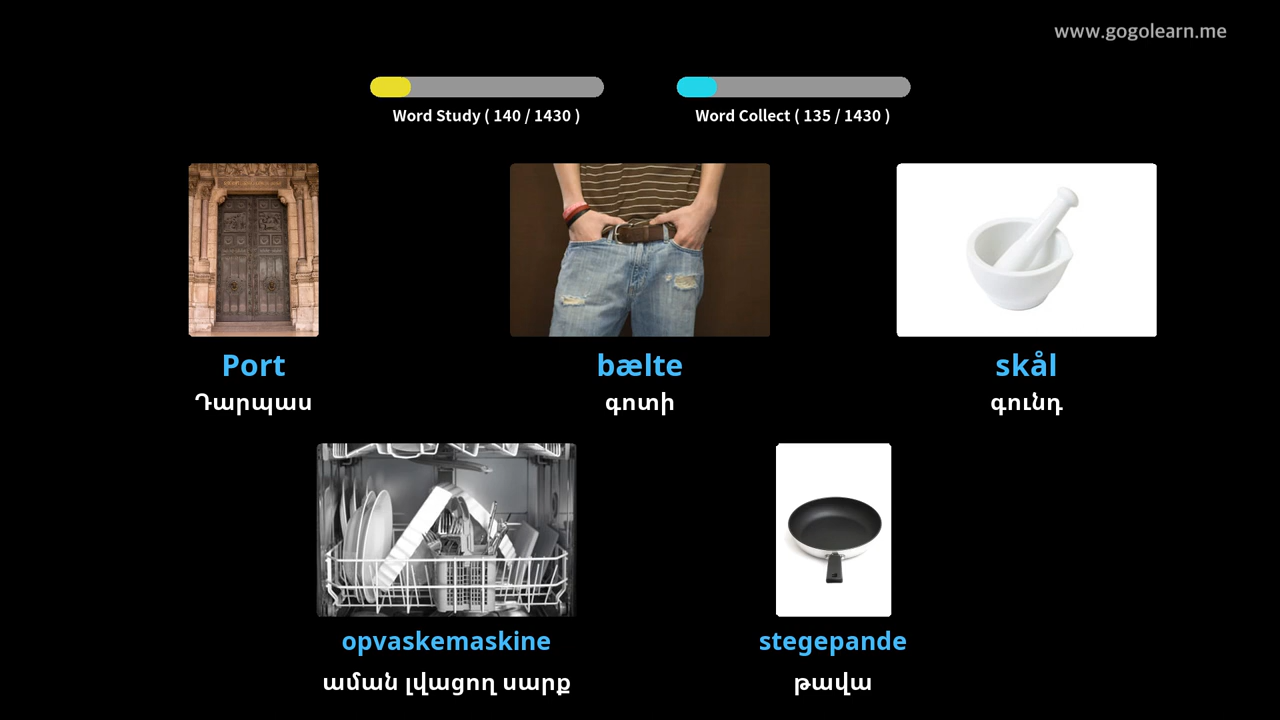 www.gogolearn.me
Word Study ( 140 / 1430 )
Word Collect ( 135 / 1430 )
Port
Դարպաս
bælte
գոտի
skål
գունդ
opvaskemaskine
աման լվացող սարք
stegepande
թավա